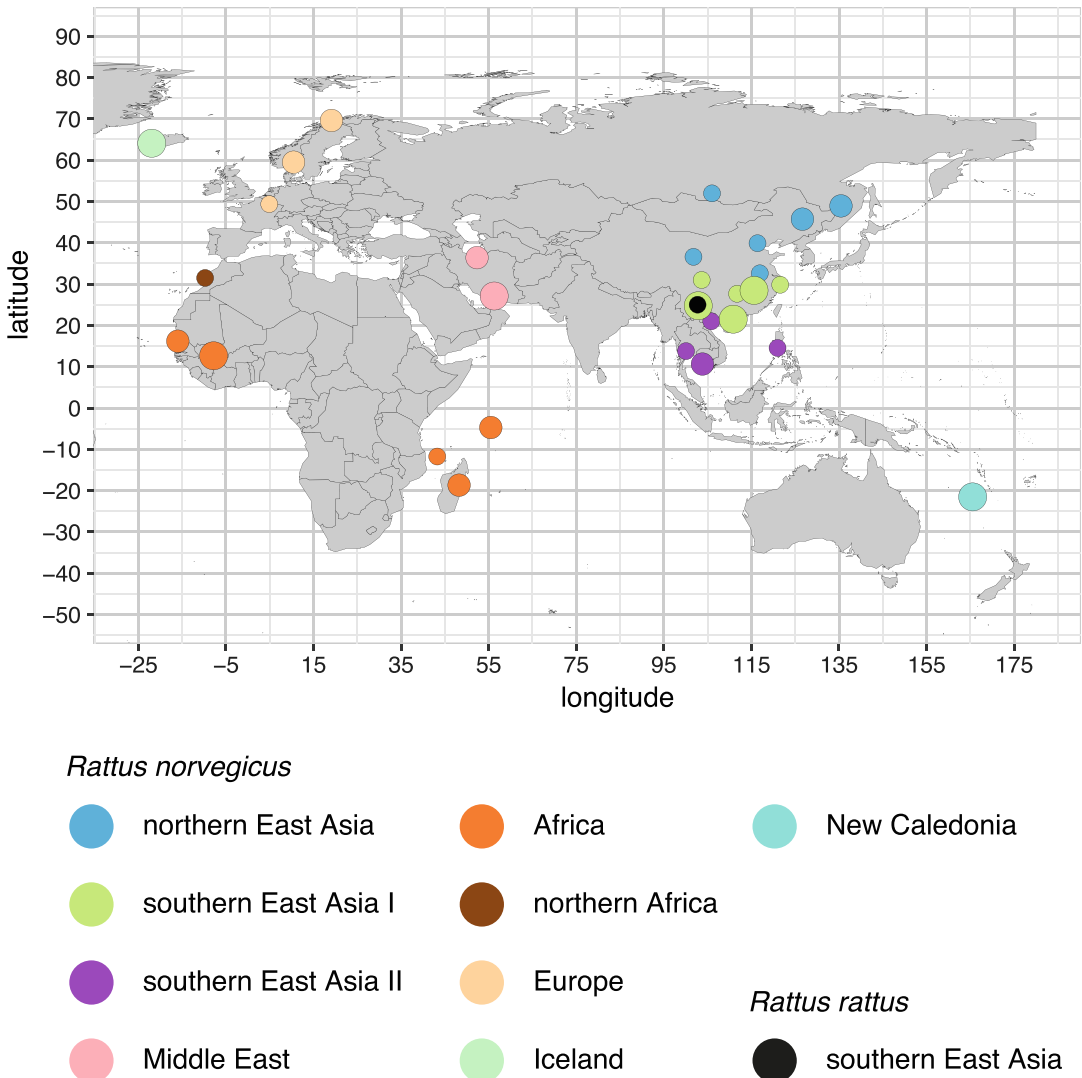 90
80
70
60
50
40
30
20
10
0
−10
−20
−30
−40
−50
latitude
−25 −5 15 35 55 75 95 115 135 155 175
longitude
Rattus norvegicus
northern East Asia Africa New Caledonia
southern East Asia I northern Africa
southern East Asia II Europe
Rattus rattus
Middle East Iceland southern East Asia